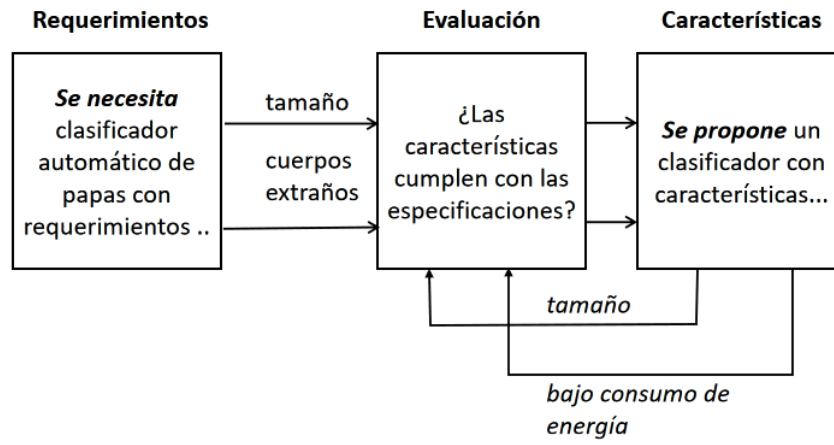 Requerimientos
Evaluación
Características
Se necesita
clasificador
automático de
papas con
requerimientos ..
tamaño
cuerpos
extraños
¿Las
características
cumplen con las
especificaciones?
Se propone un
clasificador con
características...
tamaño
bajo consumo de
energía